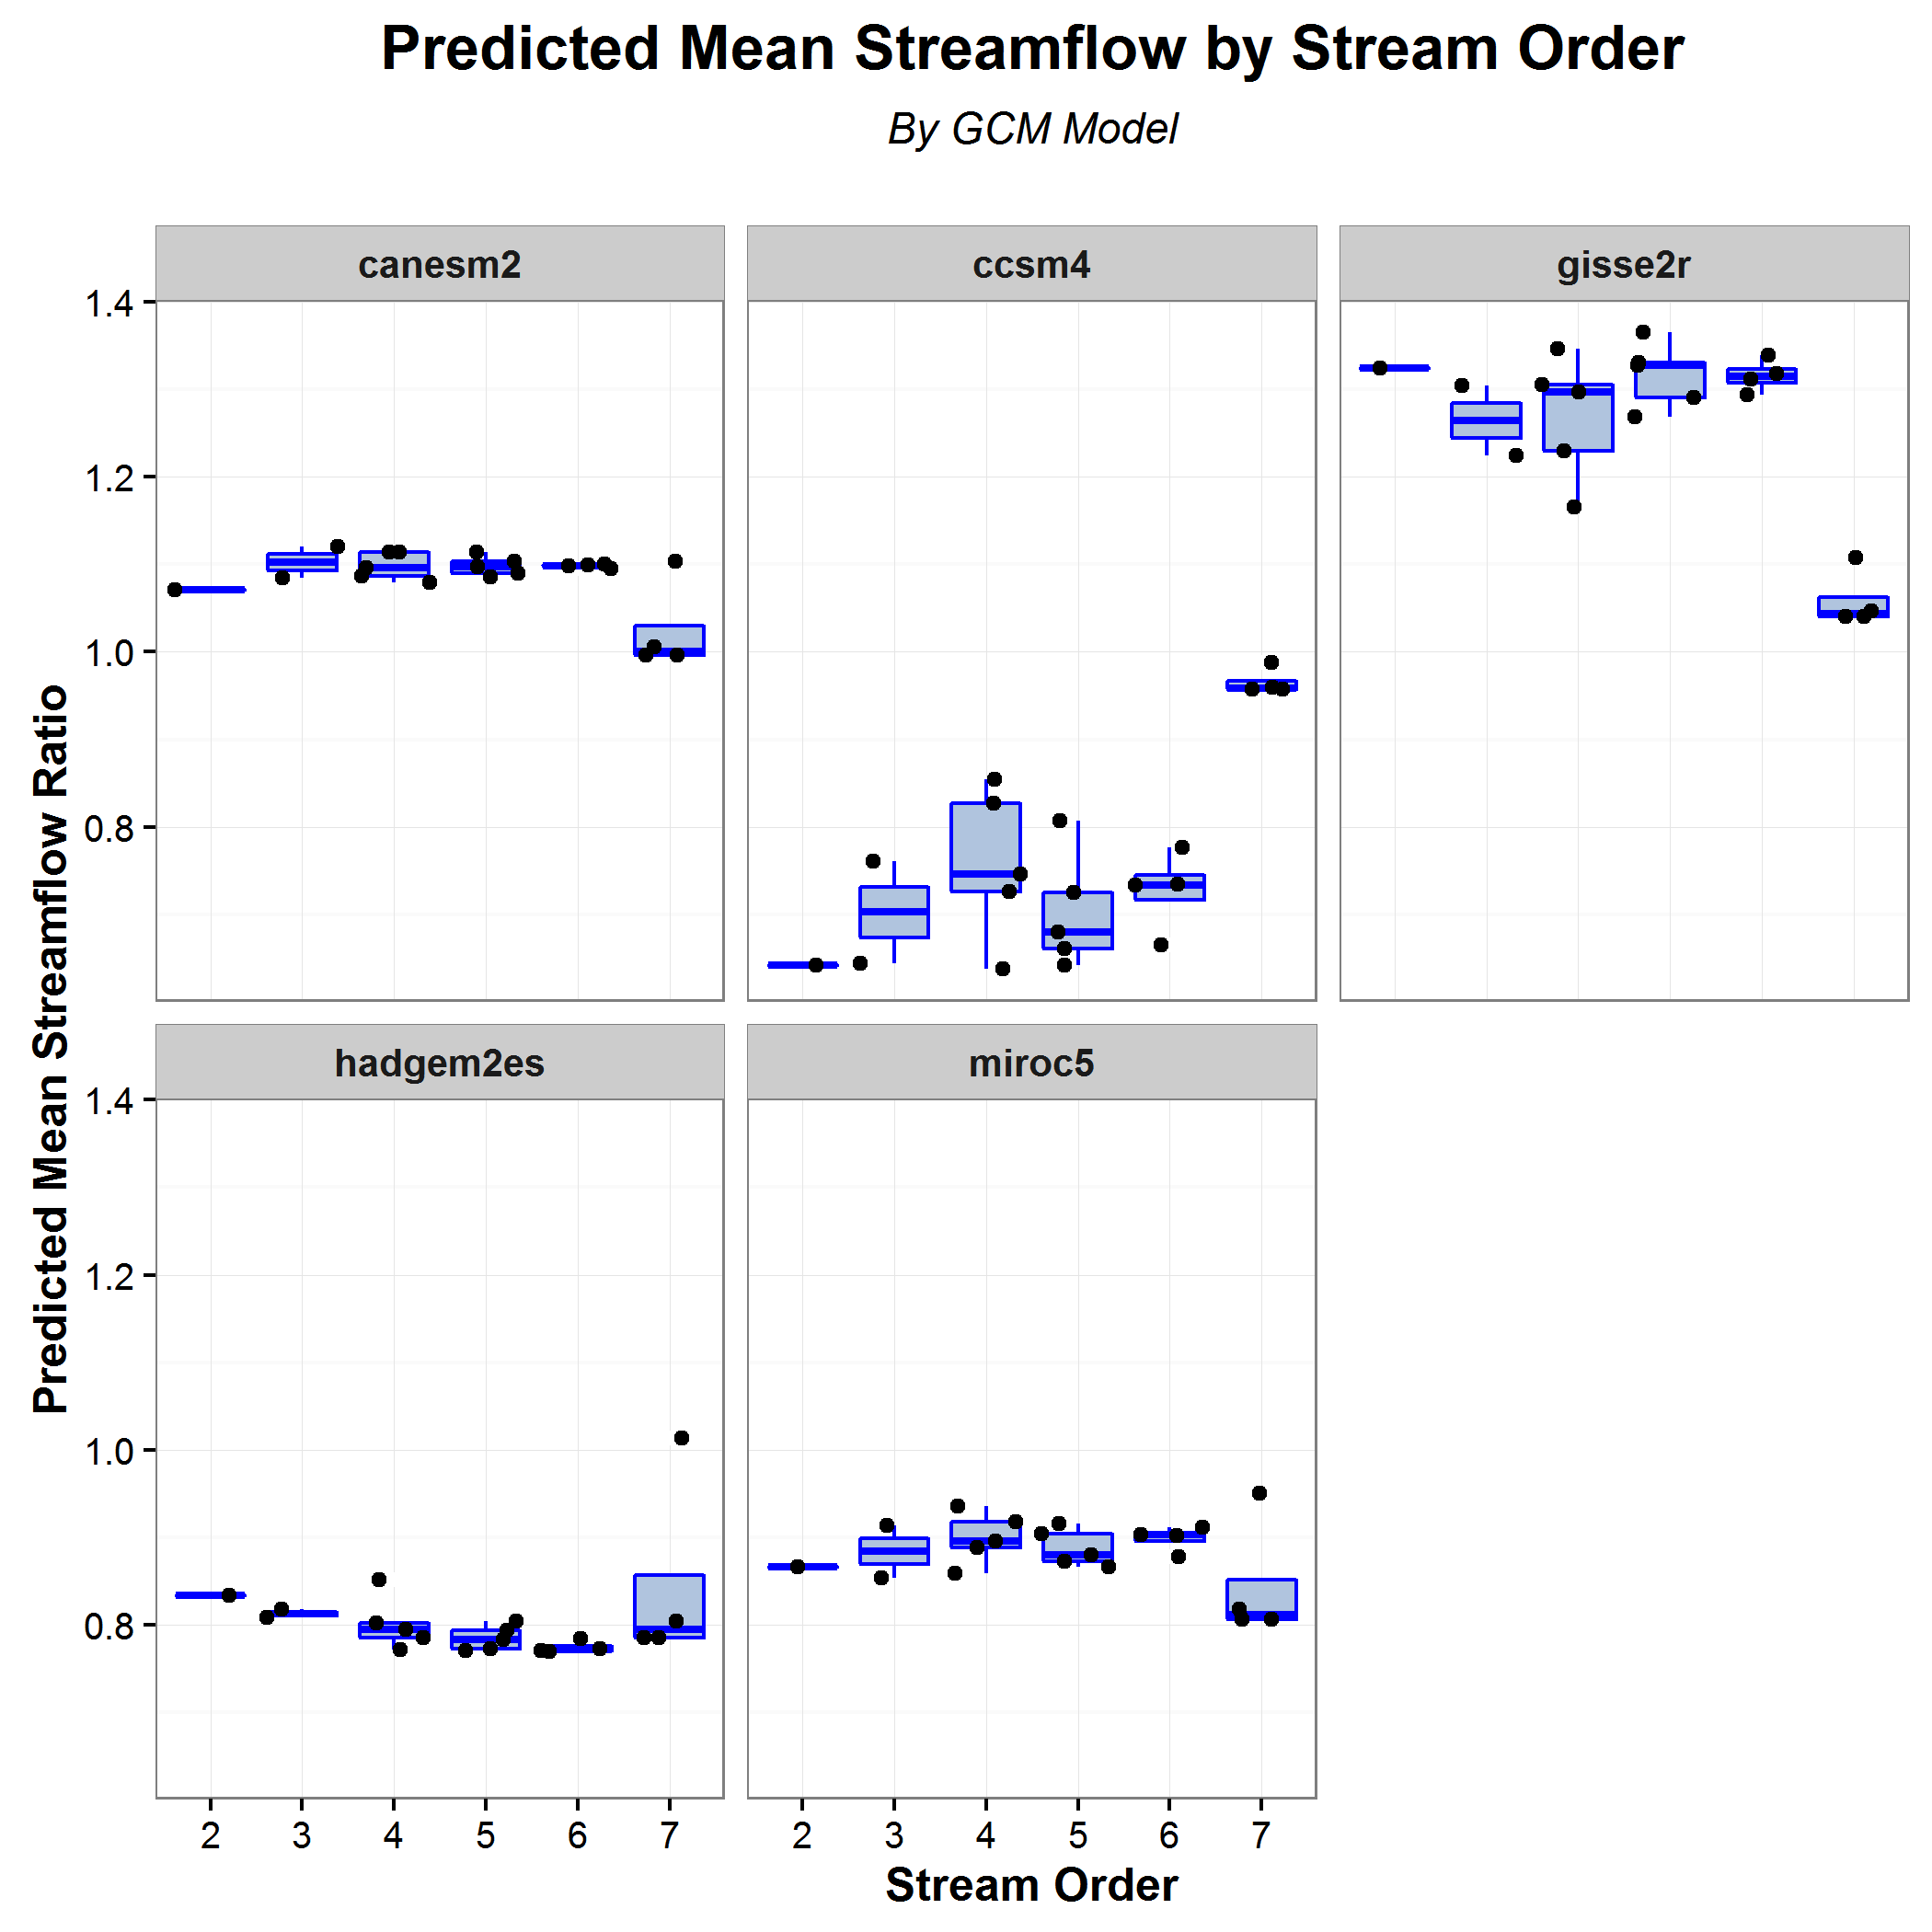 Predicted Mean Streamflow by Stream Order
By GCM Model
canesm2
ccsm4
gisse2r
1.4
1.2
1.0
0.8
Predicted Mean Streamflow Ratio
hadgem2es
miroc5
1.4
1.2
1.0
0.8
2 3 4 5 6 7
2 3 4 5 6 7
Stream Order